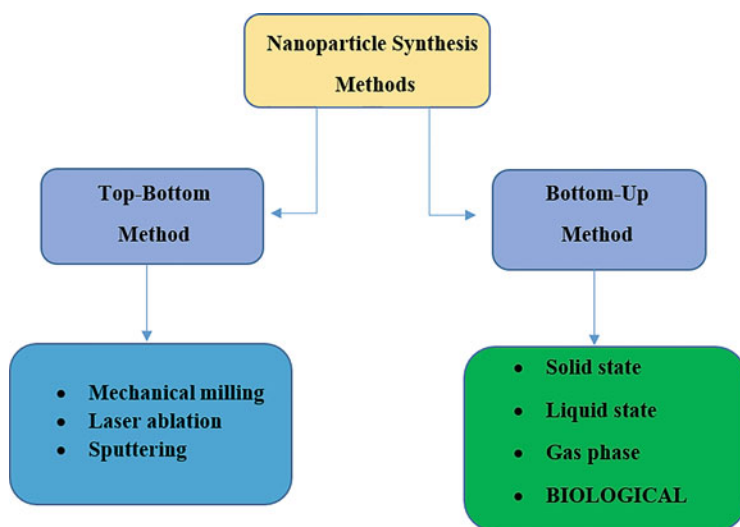 Nanoparticle Synthesis
Methods
Top-Bottom
Method
Bottom-Up
Method
• Mechanical milling
• Laser ablation
• Sputtering
• Solid state
• Liquid state
• Gas phase
• BIOLOGICAL